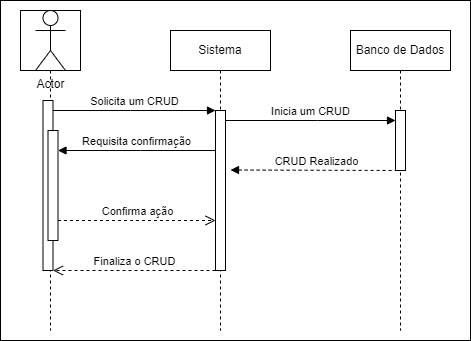 Sistema
Banco de Dados
Actor
Solicita um CRUD
Inicia um CRUD
Requisita confirmação
CRUD Realizado
Confirma ação
Finaliza o CRUD